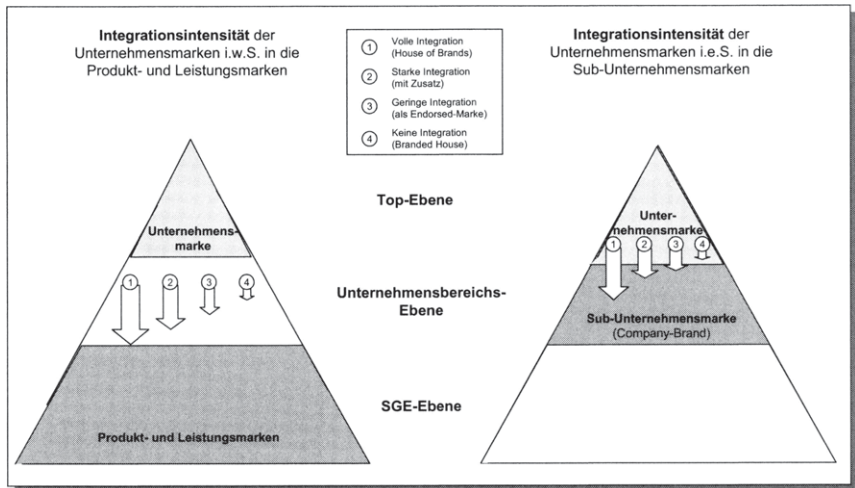 Integrationsintensität der
Unternehmensmarken i.w.S. in die
Produkt- und Leistungsmarken
1 Volle Integration
(House of Brands)
2 Starke Integration
(mit Zusatz)
3 Geringe Integration
(als Endorsed-Marke)
4 Keine Integration
(Branded House)
Integrationsintensität der
Unternehmensmarken i.e.S. in die
Sub-Unternehmensmarken
Top-Ebene
Unternehmens-
marke
1 2 3 4
Unternehmensbereichs-
Ebene
Produkt- und Leistungsmarken
SGE-Ebene
Unter-
nehmensmarke
1 2 3 4
Sub-Unternehmensmarke
(Company-Brand)